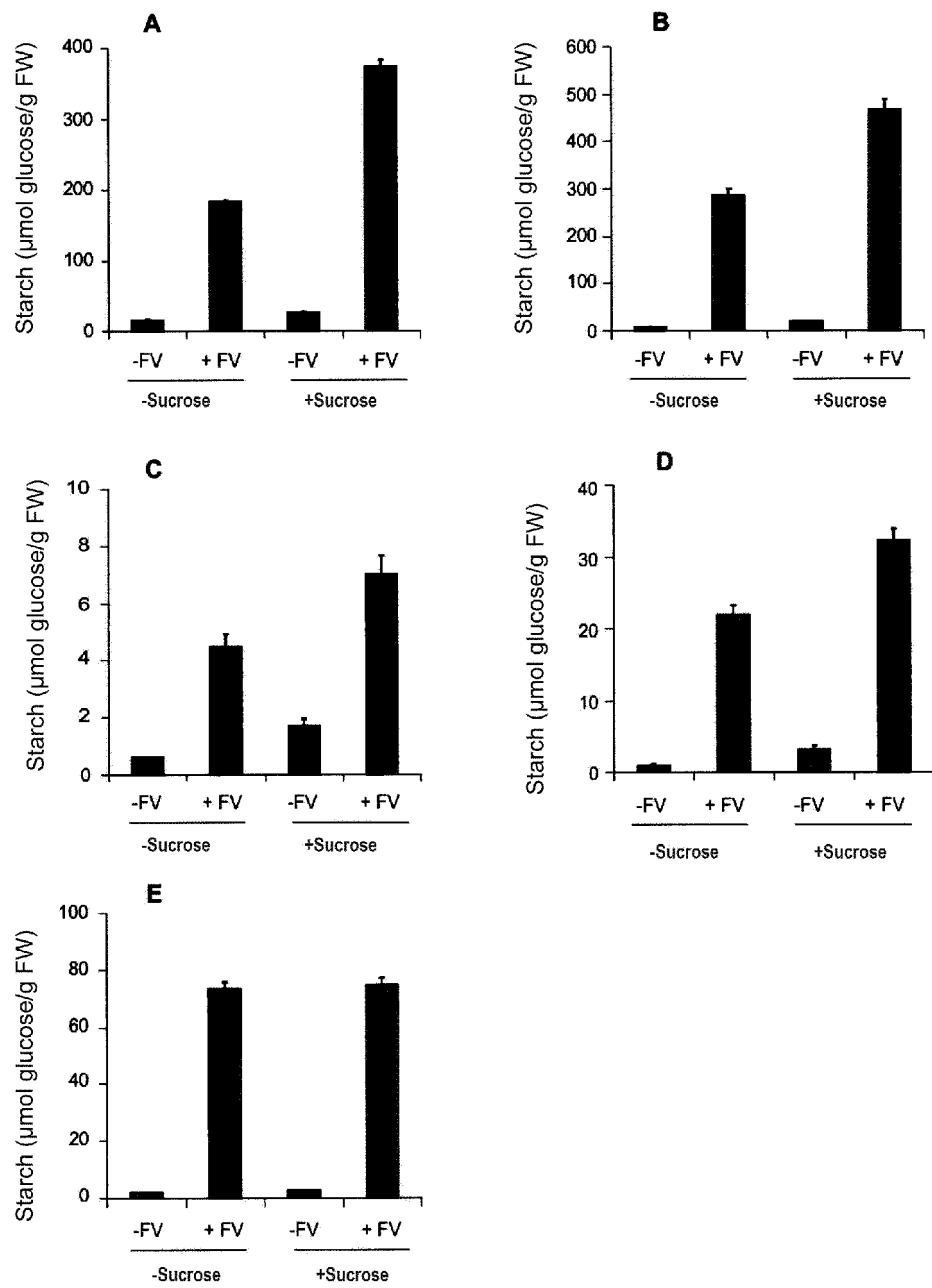 A
Starch (µmol glucose/g FW)
400
300
200
100
0
-FV + FV -FV + FV
-Sucrose +Sucrose
B
Starch (µmol glucose/g FW)
600
500
400
300
200
100
0
-FV + FV -FV + FV
-Sucrose +Sucrose
C
Starch (µmol glucose/g FW)
10
8
6
4
2
0
-FV + FV -FV + FV
-Sucrose +Sucrose
D
Starch (µmol glucose/g FW)
40
30
20
10
0
-FV + FV -FV + FV
-Sucrose +Sucrose
E
Starch (µmol glucose/g FW)
100
80
60
40
20
0
-FV + FV -FV + FV
-Sucrose +Sucrose